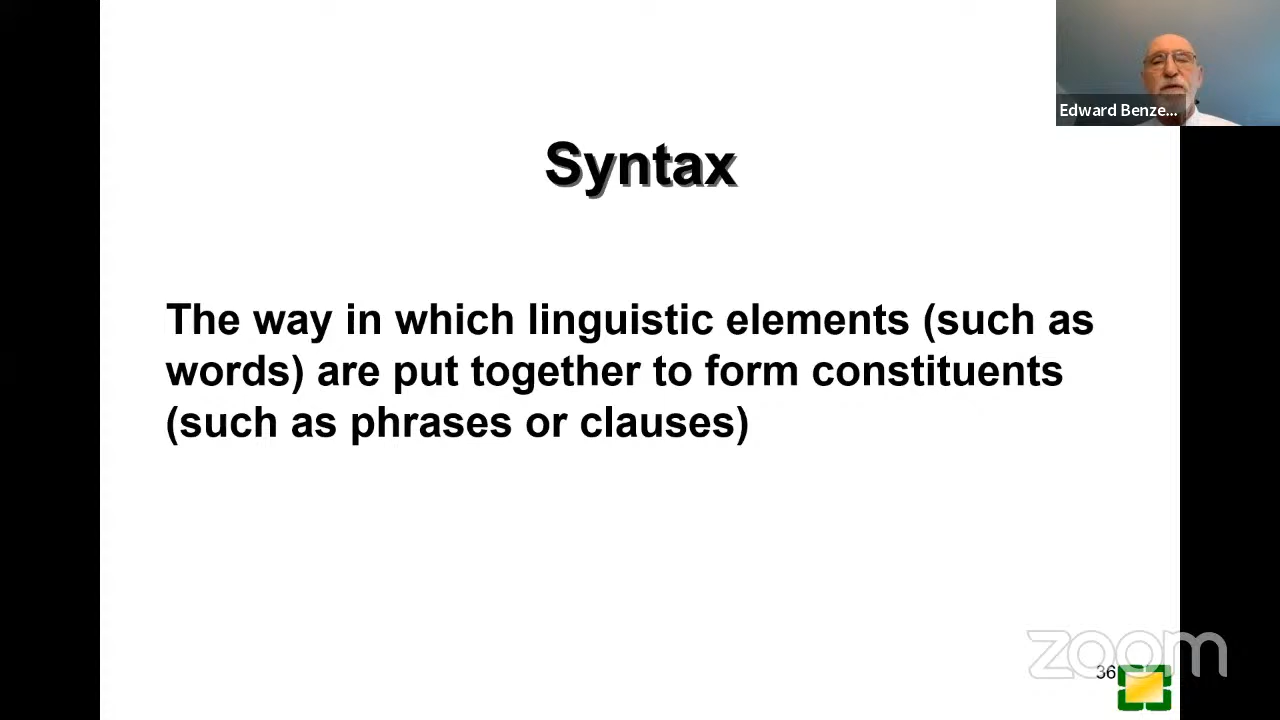 Edward Benze...
Syntax
The way in which linguistic elements (such as
words) are put together to form constituents
(such as phrases or clauses)
zoom
36